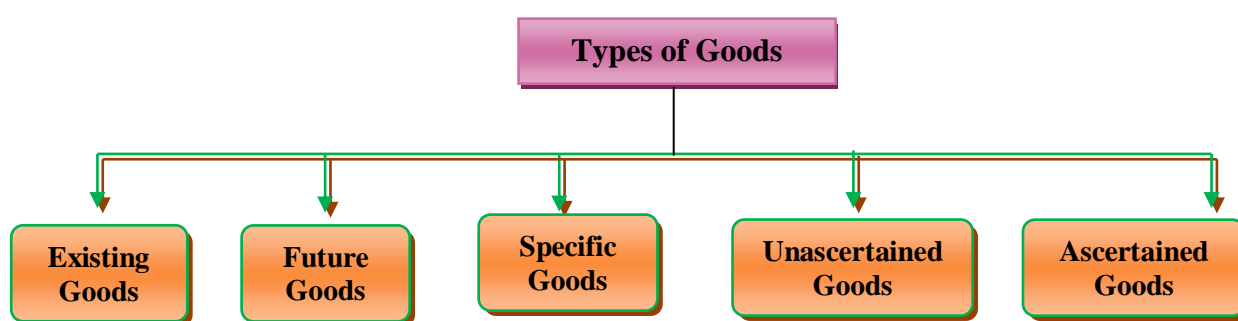 Types of Goods
Existing
Goods
Future
Goods
Specific
Goods
Unascertained
Goods
Ascertained
Goods